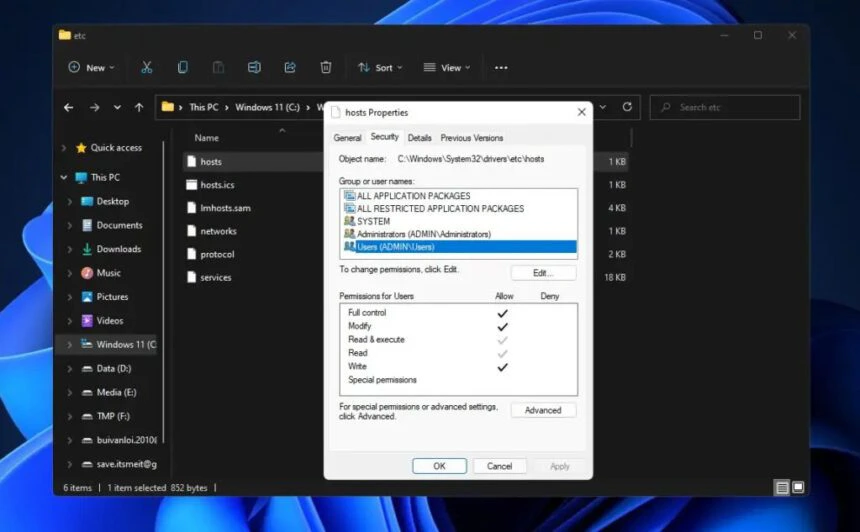 etc
New
Sort
View
This PC
Windows 11 (C:)
Search etc
Name
Quick access
This PC
Desktop
Documents
Downloads
Music
Pictures
Videos
Windows 11 (C
Data (D:)
Media (E:)
TMP (F:)
save.itsmeit@g
hosts
1 KB
hosts.ics
1 KB
lmhosts.sam
4 KB
networks
1 KB
protocol
2 KB
services
18 KB
6 items
1 item selected 852 bytes
hosts Properties
General Security Details Previous Versions
Object name: C:\Windows\System32\drivers\etc\hosts
Group or user names:
ALL APPLICATION PACKAGES
ALL RESTRICTED APPLICATION PACKAGES
SYSTEM
Administrators (ADMIN\Administrators)
Users (ADMIN\Users)
To change permissions, click Edit.
Edit...
Permissions for Users Allow Deny
Full control
Modify
Read & execute
Read
Write
Special permissions
For special permissions or advanced settings,
click Advanced.
Advanced
OK Cancel Apply